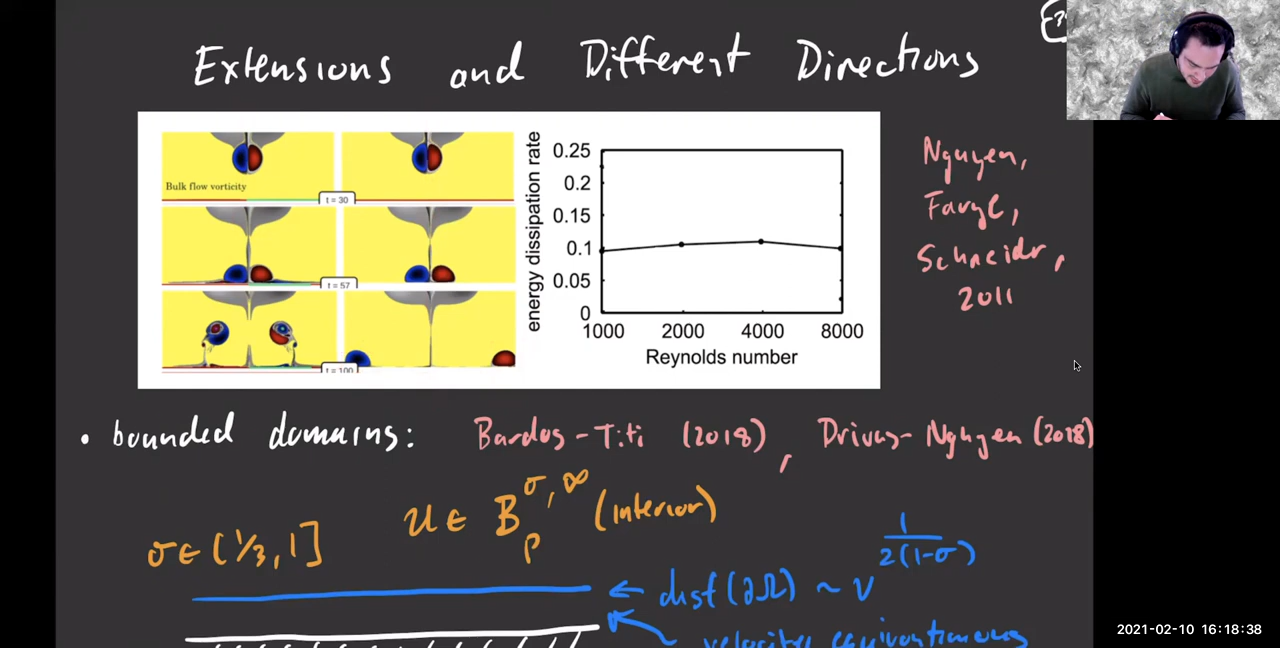 Extensions and Different Directions
Bulk flow vorticity
t = 30
t = 57
t = 100
energy dissipation rate
0.25
0.2
0.15
0.1
0.05
0
1000 2000 4000 8000
Reynolds number
Nguyen,
Farge,
Schneider,
2011
• bounded domains: Bardos-Titi (2018), Drivas-Nguyen (2018)
σ ∈ (1/3, 1] u ∈ B_p^{σ,∞} (interior)
← dist(∂Ω) ~ ν^{1/(2(1-σ))}
velocity equicontinuous
2021-02-10 16:18:38